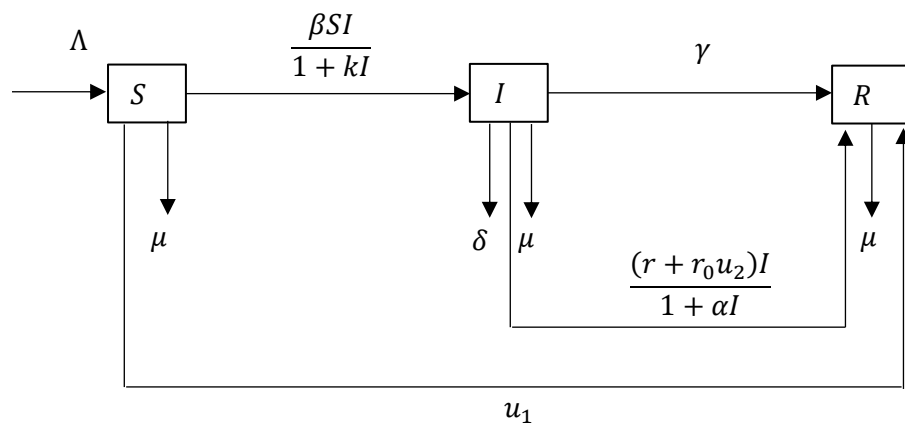 Λ
βSI
1 + kI
γ
S
I
R
μ
δ
μ
μ
(r + r₀u₂)I
1 + αI
u₁